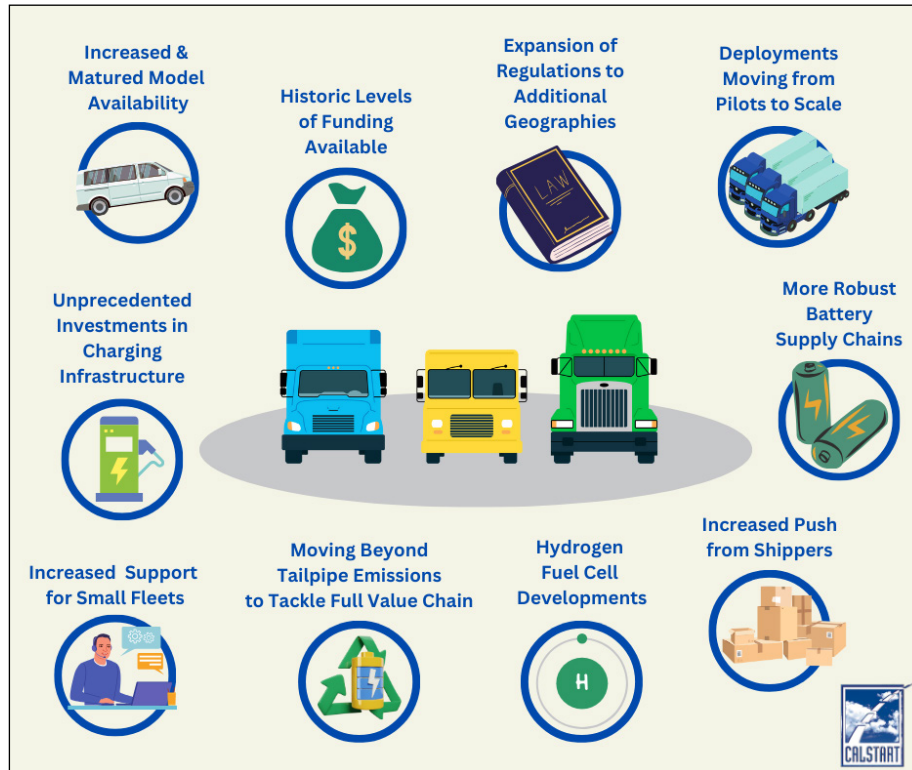 Increased &
Matured Model
Availability
Historic Levels
of Funding
Available
$
Expansion of
Regulations to
Additional
Geographies
LAW
Deployments
Moving from
Pilots to Scale
Unprecedented
Investments in
Charging
Infrastructure
More Robust
Battery
Supply Chains
Increased Support
for Small Fleets
Moving Beyond
Tailpipe Emissions
to Tackle Full Value Chain
Hydrogen
Fuel Cell
Developments
H
Increased Push
from Shippers
CALSTART